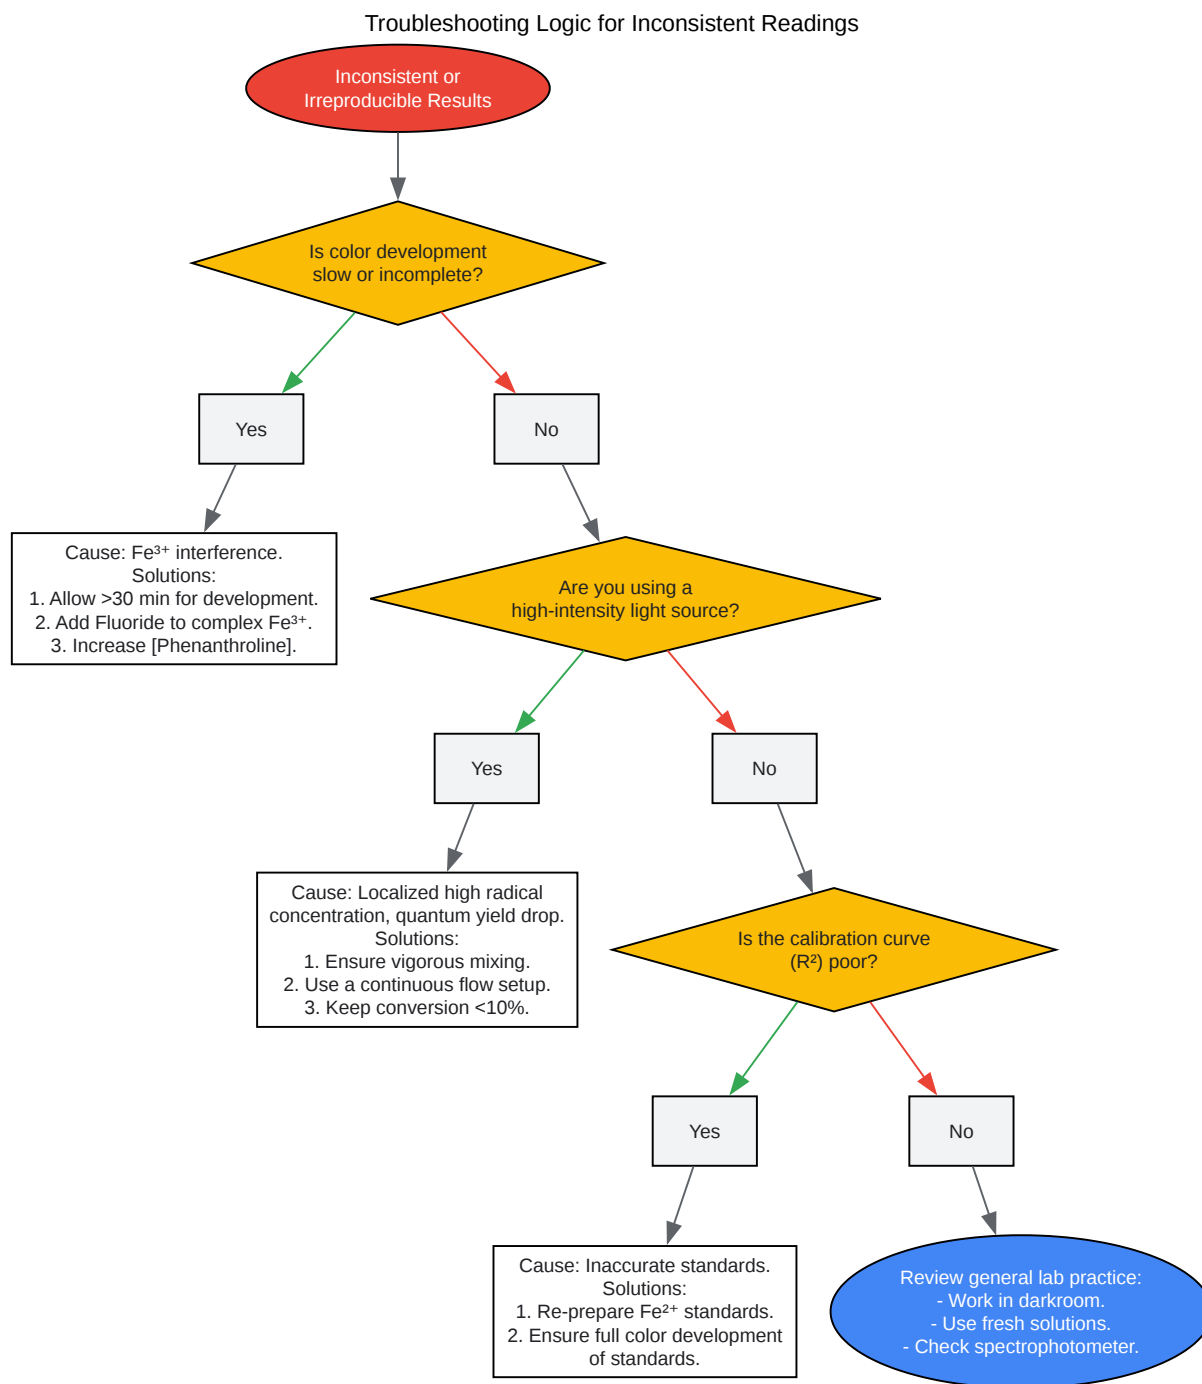 Troubleshooting Logic for Inconsistent Readings
Inconsistent or
Irreproducible Results
Is color development
slow or incomplete?
Yes
No
Cause: Fe³⁺ interference.
Solutions:
1. Allow >30 min for development.
2. Add Fluoride to complex Fe³⁺.
3. Increase [Phenanthroline].
Are you using a
high-intensity light source?
Yes
No
Cause: Localized high radical
concentration, quantum yield drop.
Solutions:
1. Ensure vigorous mixing.
2. Use a continuous flow setup.
3. Keep conversion <10%.
Is the calibration curve
(R²) poor?
Yes
No
Cause: Inaccurate standards.
Solutions:
1. Re-prepare Fe²⁺ standards.
2. Ensure full color development
of standards.
Review general lab practice:
- Work in darkroom.
- Use fresh solutions.
- Check spectrophotometer.